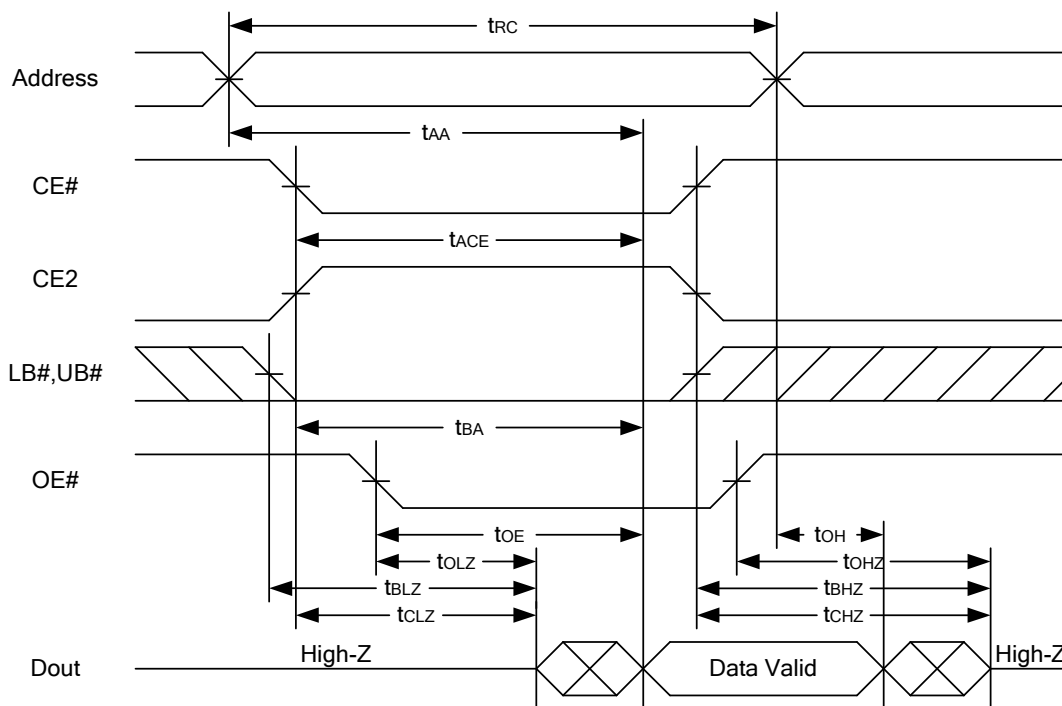 tRC
Address
tAA
CE#
tACE
CE2
LB#,UB#
tBA
OE#
tOE
tOH
tOLZ
tOHZ
tBLZ
tBHZ
tCLZ
tCHZ
High-Z
High-Z
Dout
Data Valid